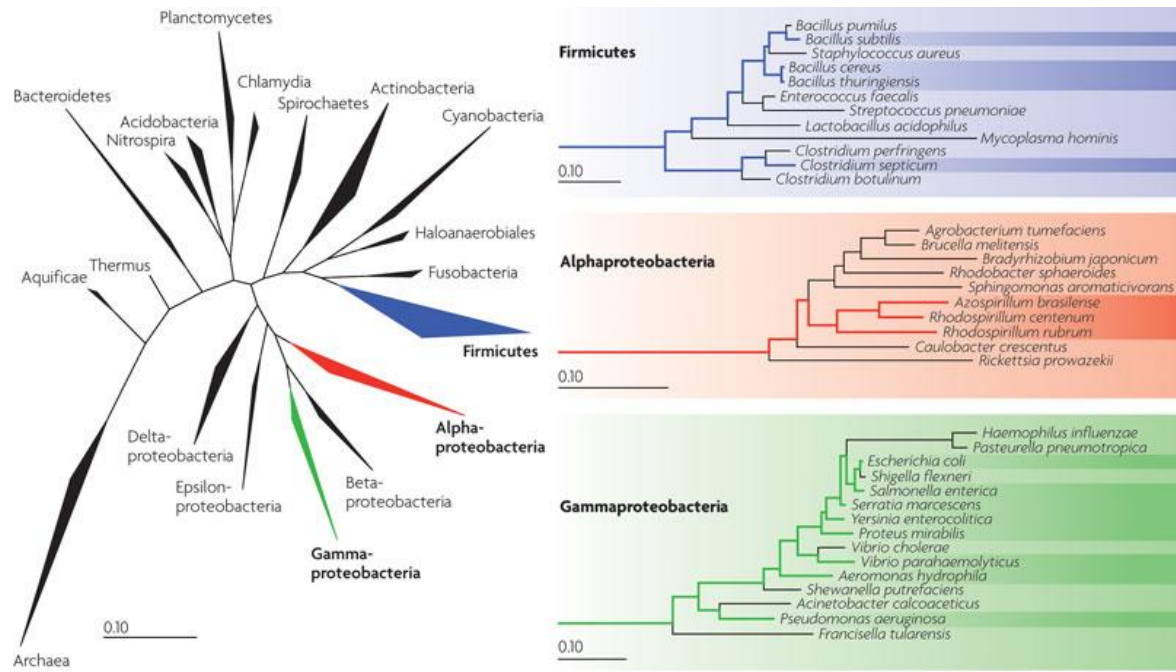 Planctomycetes
Chlamydia
Bacteroidetes
Spirochaetes
Actinobacteria
Acidobacteria
Nitrospira
Cyanobacteria
Haloanaerobiales
Thermus
Aquificae
Fusobacteria
Firmicutes
Alpha-
proteobacteria
Delta-
proteobacteria
Epsilon-
proteobacteria
Beta-
proteobacteria
Gamma-
proteobacteria
0.10
Archaea
Firmicutes
Bacillus pumilus
Bacillus subtilis
Staphylococcus aureus
Bacillus cereus
Bacillus thuringiensis
Enterococcus faecalis
Streptococcus pneumoniae
Lactobacillus acidophilus
Mycoplasma hominis
Clostridium perfringens
Clostridium septicum
Clostridium botulinum
0.10
Alphaproteobacteria
Agrobacterium tumefaciens
Brucella melitensis
Bradyrhizobium japonicum
Rhodobacter sphaeroides
Sphingomonas aromaticivorans
Azospirillum brasilense
Rhodospirillum centenum
Rhodospirillum rubrum
Caulobacter crescentus
Rickettsia prowazekii
0.10
Gammaproteobacteria
Haemophilus influenzae
Pasteurella pneumotropica
Escherichia coli
Shigella flexneri
Salmonella enterica
Serratia marcescens
Yersinia enterocolitica
Proteus mirabilis
Vibrio cholerae
Vibrio parahaemolyticus
Aeromonas hydrophila
Shewanella putrefaciens
Acinetobacter calcoaceticus
Pseudomonas aeruginosa
Francisella tularensis
0.10